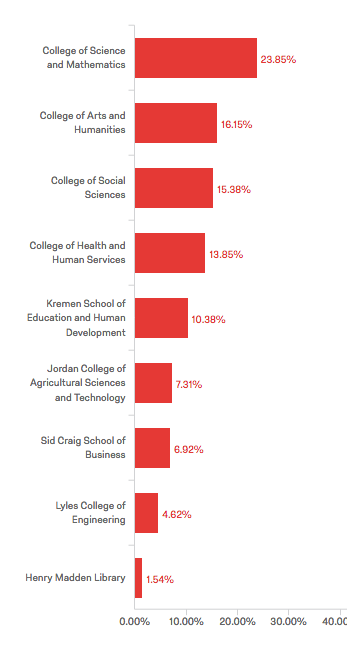 College of Science
and Mathematics
23.85%
College of Arts and
Humanities
16.15%
College of Social
Sciences
15.38%
College of Health and
Human Services
13.85%
Kremen School of
Education and Human
Development
10.38%
Jordan College of
Agricultural Sciences
and Technology
7.31%
Sid Craig School of
Business
6.92%
Lyles College of
Engineering
4.62%
Henry Madden Library
1.54%
0.00% 10.00% 20.00% 30.00% 40.00